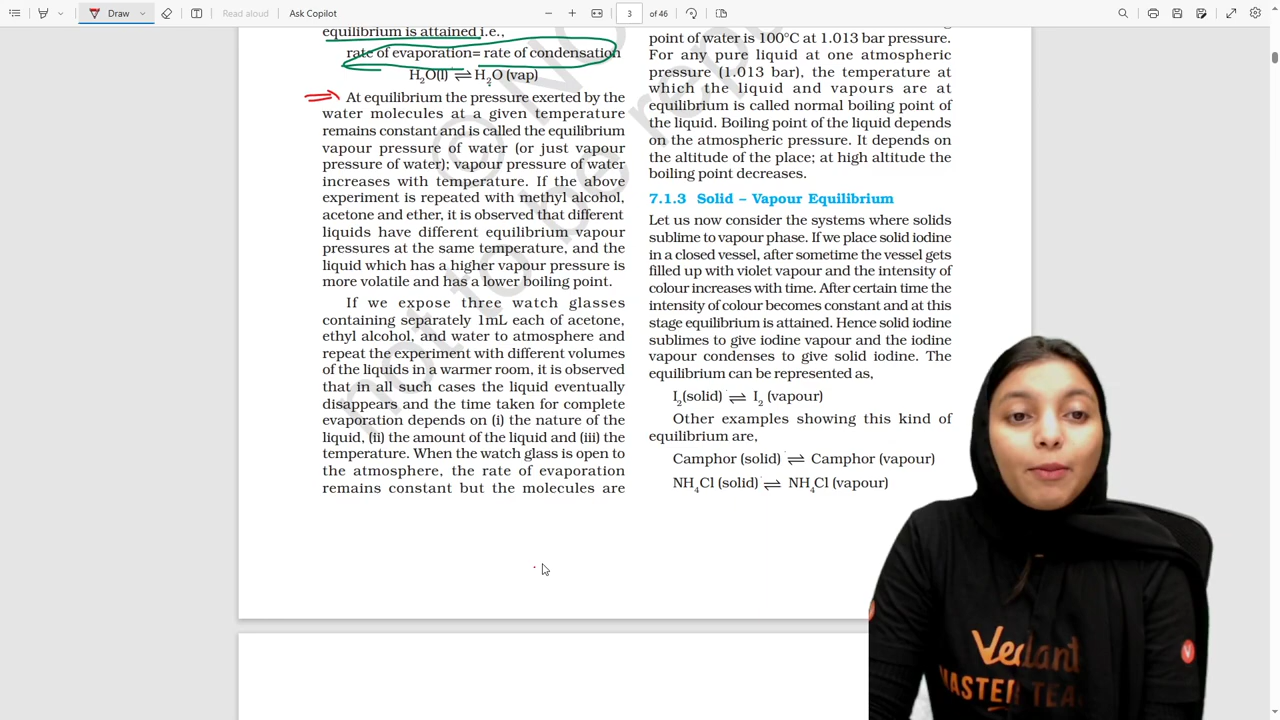 Draw
Read aloud
Ask Copilot
3
of 46
equilibrium is attained i.e.,
rate of evaporation= rate of condensation
H2O(l) ⇌ H2O (vap)
At equilibrium the pressure exerted by the
water molecules at a given temperature
remains constant and is called the equilibrium
vapour pressure of water (or just vapour
pressure of water); vapour pressure of water
increases with temperature. If the above
experiment is repeated with methyl alcohol,
acetone and ether, it is observed that different
liquids have different equilibrium vapour
pressures at the same temperature, and the
liquid which has a higher vapour pressure is
more volatile and has a lower boiling point.
If we expose three watch glasses
containing separately 1mL each of acetone,
ethyl alcohol, and water to atmosphere and
repeat the experiment with different volumes
of the liquids in a warmer room, it is observed
that in all such cases the liquid eventually
disappears and the time taken for complete
evaporation depends on (i) the nature of the
liquid, (ii) the amount of the liquid and (iii) the
temperature. When the watch glass is open to
the atmosphere, the rate of evaporation
remains constant but the molecules are
point of water is 100°C at 1.013 bar pressure.
For any pure liquid at one atmospheric
pressure (1.013 bar), the temperature at
which the liquid and vapours are at
equilibrium is called normal boiling point of
the liquid. Boiling point of the liquid depends
on the atmospheric pressure. It depends on
the altitude of the place; at high altitude the
boiling point decreases.
7.1.3 Solid – Vapour Equilibrium
Let us now consider the systems where solids
sublime to vapour phase. If we place solid iodine
in a closed vessel, after sometime the vessel gets
filled up with violet vapour and the intensity of
colour increases with time. After certain time the
intensity of colour becomes constant and at this
stage equilibrium is attained. Hence solid iodine
sublimes to give iodine vapour and the iodine
vapour condenses to give solid iodine. The
equilibrium can be represented as,
I2(solid) ⇌ I2 (vapour)
Other examples showing this kind of
equilibrium are,
Camphor (solid) ⇌ Camphor (vapour)
NH4Cl (solid) ⇌ NH4Cl (vapour)
not to be rep
Vedant
MASTER TEA